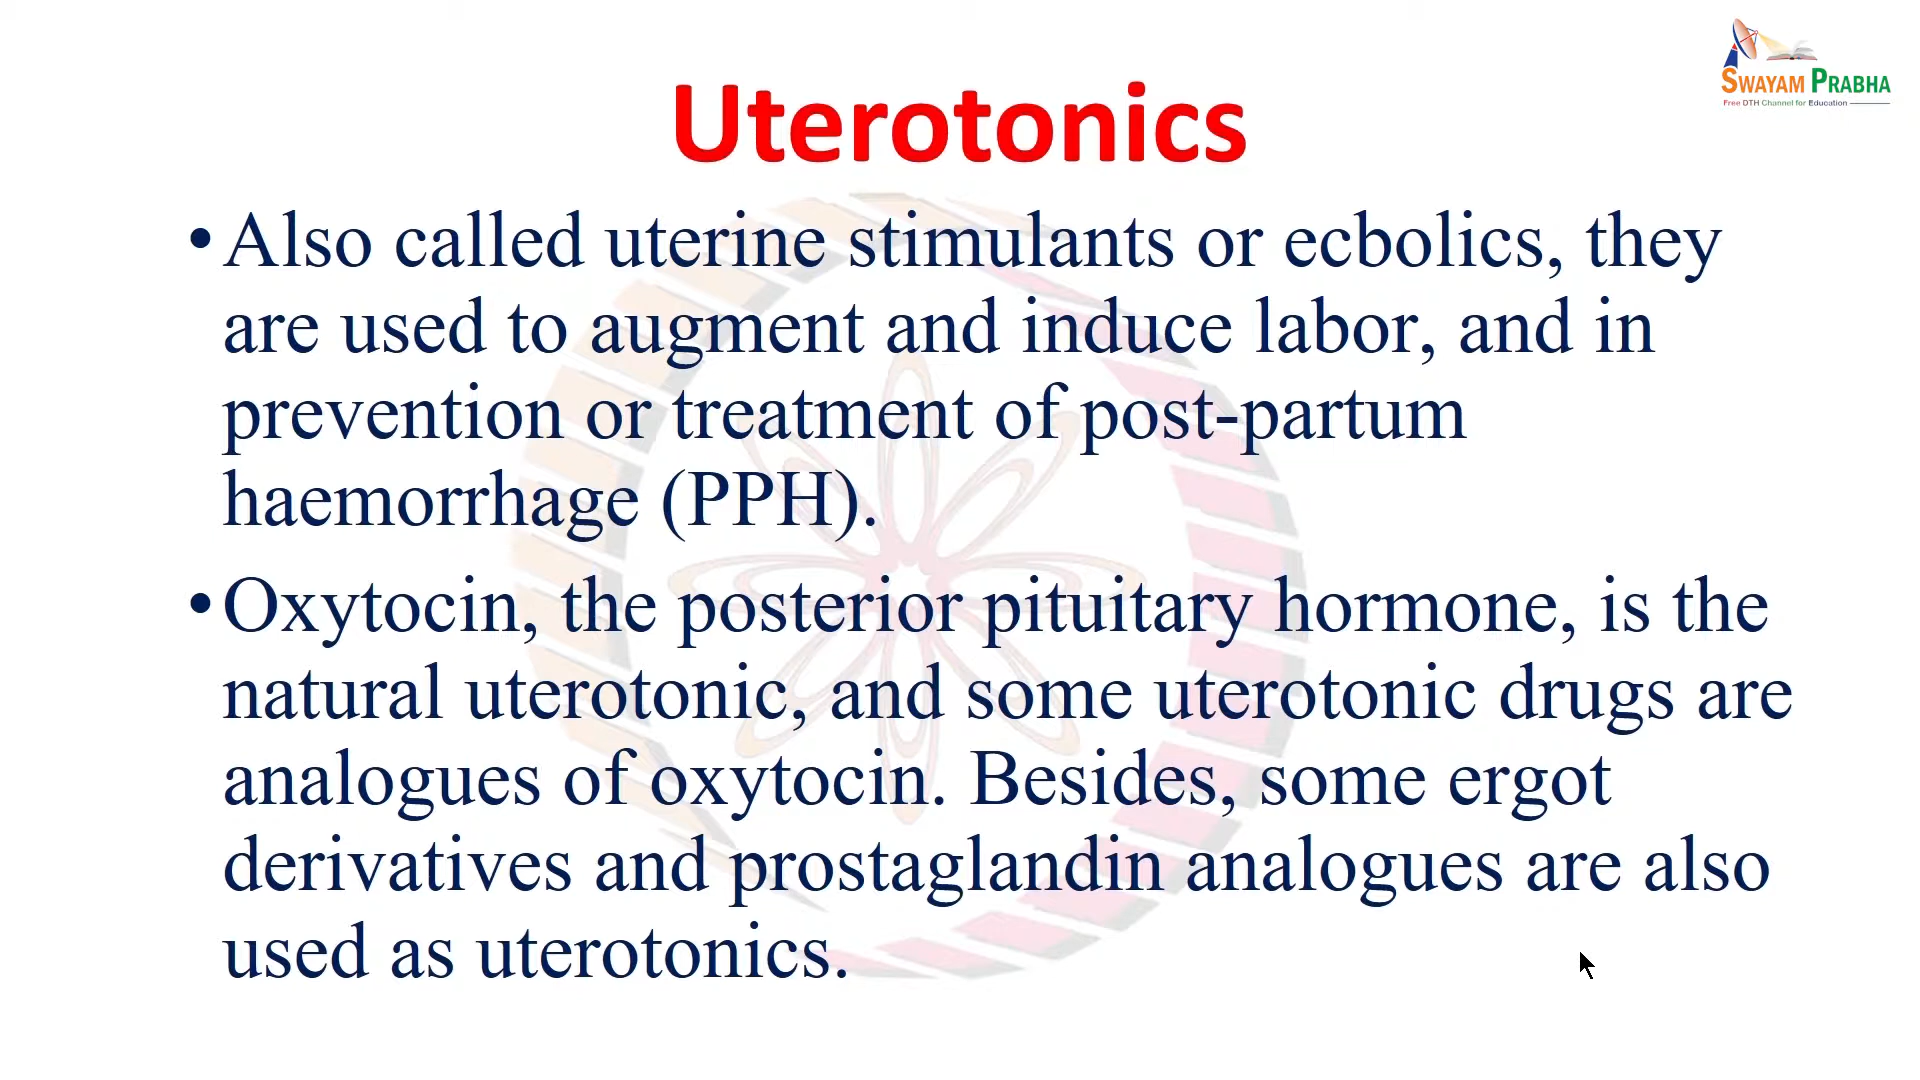 SWAYAM PRABHA
Free DTH Channel for Education
Uterotonics
•Also called uterine stimulants or ecbolics, they
are used to augment and induce labor, and in
prevention or treatment of post-partum
haemorrhage (PPH).
•Oxytocin, the posterior pituitary hormone, is the
natural uterotonic, and some uterotonic drugs are
analogues of oxytocin. Besides, some ergot
derivatives and prostaglandin analogues are also
used as uterotonics.